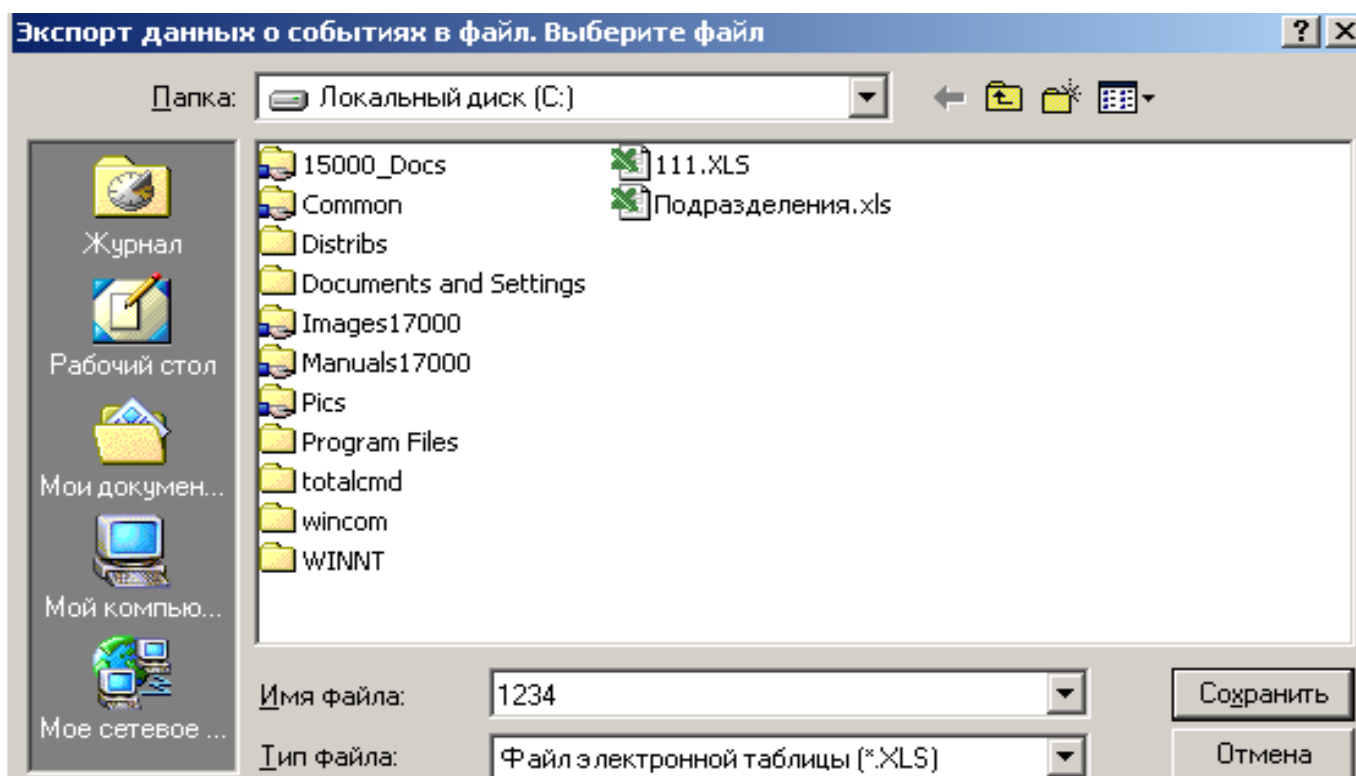 Экспорт данных о событиях в файл. Выберите файл
Папка: Локальный диск (C:)
Журнал
Рабочий стол
Мои докумен...
Мой компью...
Мое сетевое ...
15000_Docs
Common
Distribs
Documents and Settings
Images17000
Manuals17000
Pics
Program Files
totalcmd
wincom
WINNT
111.XLS
Подразделения.xls
Имя файла: 1234 Сохранить
Тип файла: Файл электронной таблицы (*.XLS) Отмена